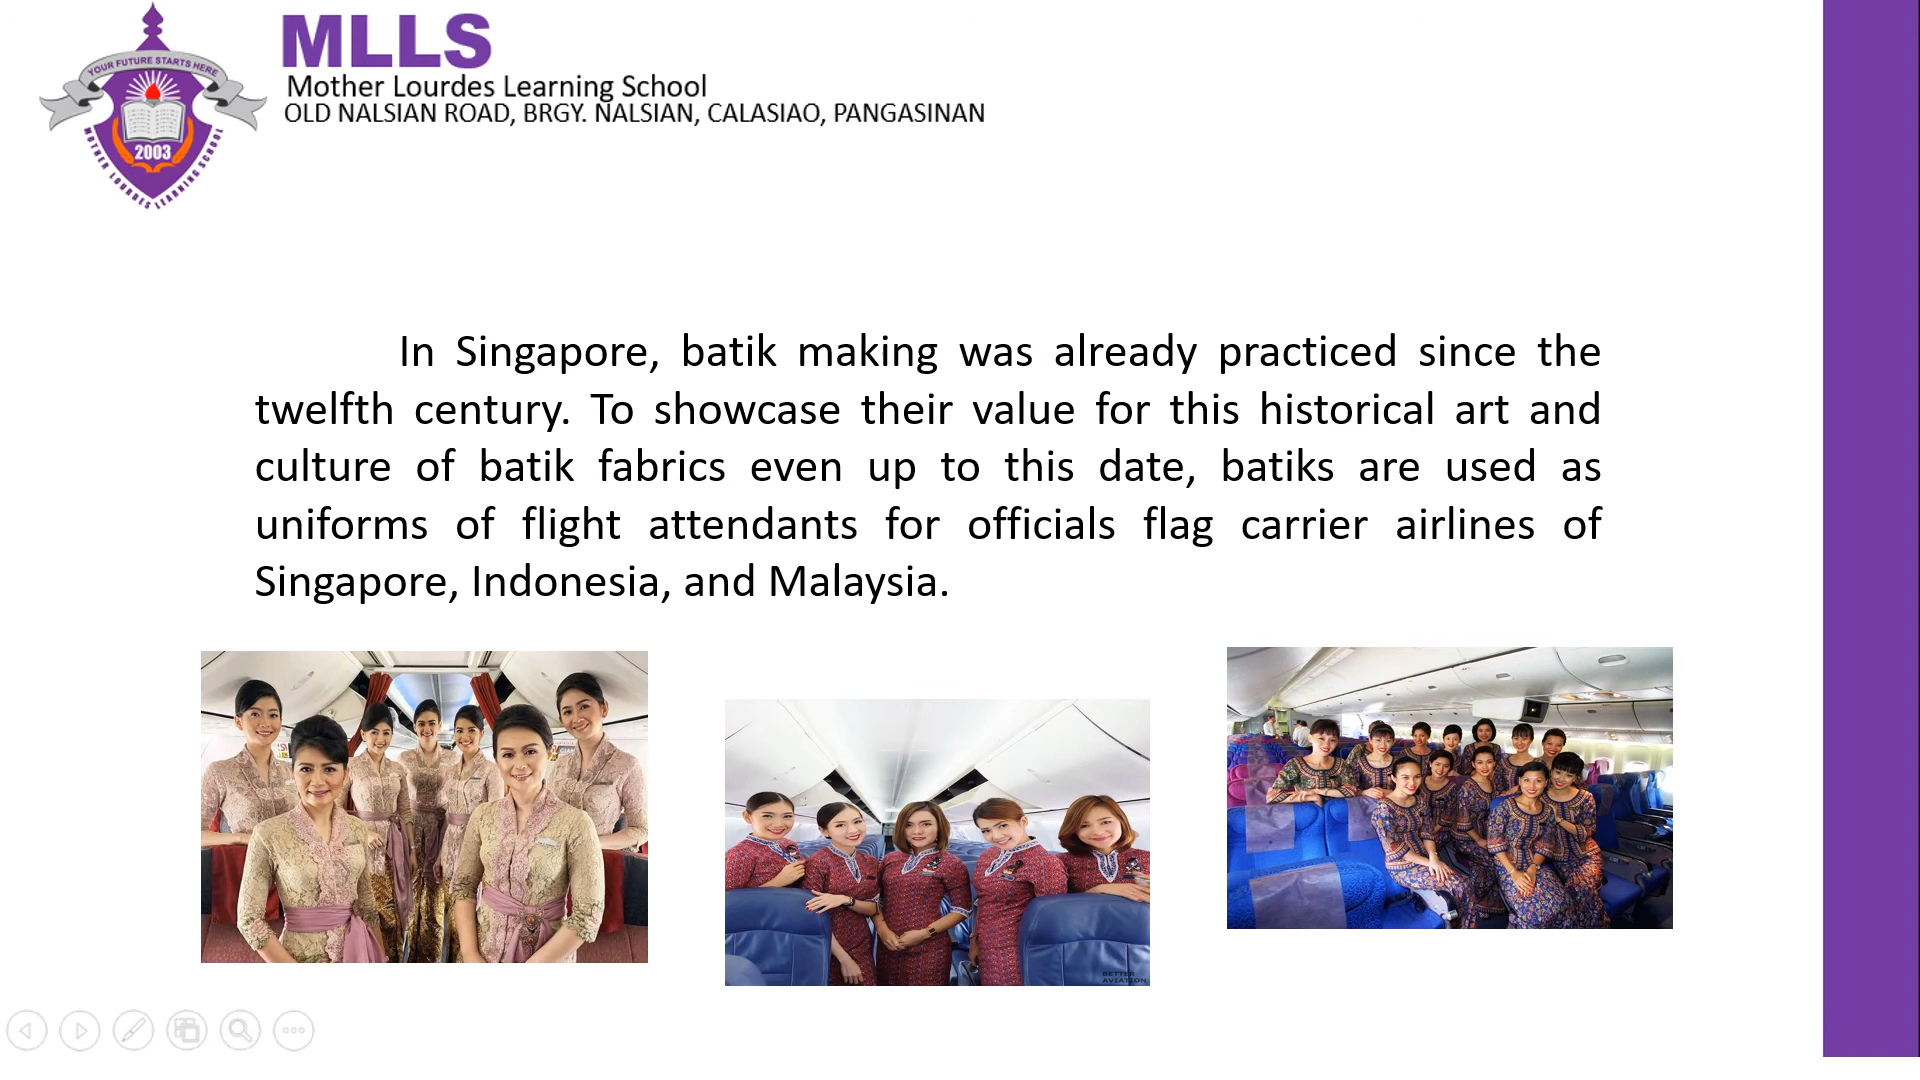 YOUR FUTURE STARTS HERE
2003
MOTHER LOURDES LEARNING SCHOOL
MLLS
Mother Lourdes Learning School
OLD NALSIAN ROAD, BRGY. NALSIAN, CALASIAO, PANGASINAN
In Singapore, batik making was already practiced since the
twelfth century. To showcase their value for this historical art and
culture of batik fabrics even up to this date, batiks are used as
uniforms of flight attendants for officials flag carrier airlines of
Singapore, Indonesia, and Malaysia.
BETTER
AVIATION